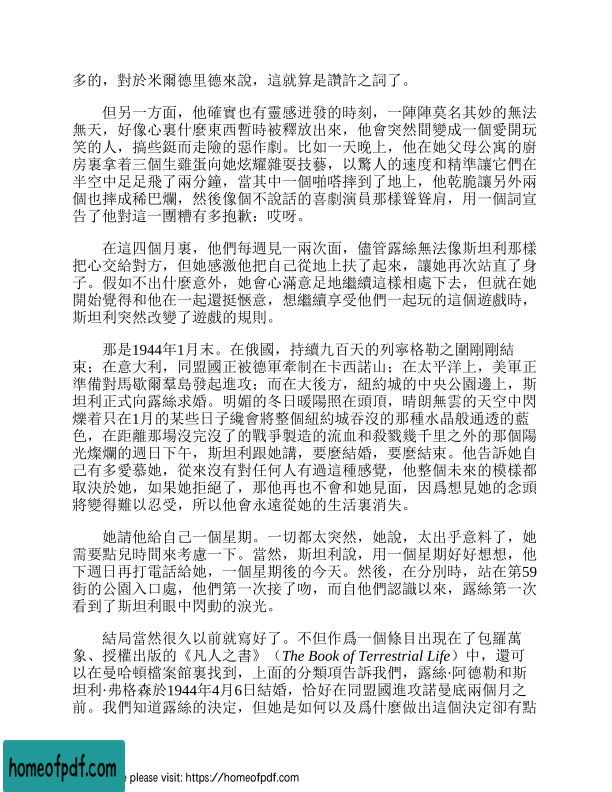 多的，對於米爾德里德來說，這就算是讚許之詞了。
但另一方面，他確實也有靈感迸發的時刻，一陣陣莫名其妙的無法
無天，好像心裏什麼東西暫時被釋放出來，他會突然間變成一個愛開玩
笑的人，搞些鋌而走險的惡作劇。比如一天晚上，他在她父母公寓的廚
房裏拿着三個生雞蛋向她炫耀雜耍技藝，以驚人的速度和精準讓它們在
半空中足足飛了兩分鐘，當其中一個啪嗒摔到了地上，他乾脆讓另外兩
個也摔成稀巴爛，然後像個不說話的喜劇演員那樣聳聳肩，用一個詞宣
告了他對這一團糟有多抱歉：哎呀。
在這四個月裏，他們每週見一兩次面，儘管露絲無法像斯坦利那樣
把心交給對方，但她感激他把自己從地上扶了起來，讓她再次站直了身
子。假如不出什麼意外，她會心滿意足地繼續這樣相處下去，但就在她
開始覺得和他在一起還挺愜意，想繼續享受他們一起玩的這個遊戲時，
斯坦利突然改變了遊戲的規則。
那是1944年1月末。在俄國，持續九百天的列寧格勒之圍剛剛結
束；在意大利，同盟國正被德軍牽制在卡西諾山；在太平洋上，美軍正
準備對馬歇爾羣島發起進攻；而在大後方，紐約城的中央公園邊上，斯
坦利正式向露絲求婚。明媚的冬日暖陽照在頭頂，晴朗無雲的天空中閃
爍着只在1月的某些日子纔會將整個紐約城吞沒的那種水晶般通透的藍
色，在距離那場沒完沒了的戰爭製造的流血和殺戮幾千里之外的那個陽
光燦爛的週日下午，斯坦利跟她講，要麼結婚，要麼結束。他告訴她自
己有多愛慕她，從來沒有對任何人有過這種感覺，他整個未來的模樣都
取決於她，如果她拒絕了，那他再也不會和她見面，因爲想見她的念頭
將變得難以忍受，所以他會永遠從她的生活裏消失。
她請他給自己一個星期。一切都太突然，她說，太出乎意料了，她
需要點兒時間來考慮一下。當然，斯坦利說，用一個星期好好想想，他
下週日再打電話給她，一個星期後的今天。然後，在分別時，站在第59
街的公園入口處，他們第一次接了吻，而自他們認識以來，露絲第一次
看到了斯坦利眼中閃動的淚光。
結局當然很久以前就寫好了。不但作爲一個條目出現在了包羅萬
象、授權出版的《凡人之書》（The Book of Terrestrial Life）中，還可
以在曼哈頓檔案館裏找到，上面的分類項告訴我們，露絲·阿德勒和斯
坦利·弗格森於1944年4月6日結婚，恰好在同盟國進攻諾曼底兩個月之
前。我們知道露絲的決定，但她是如何以及爲什麼做出這個決定卻有點
homeofpdf.com
please visit: https://homeofpdf.com